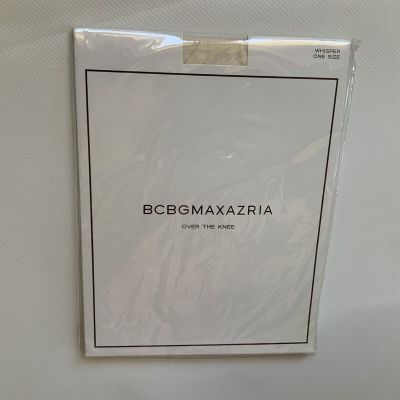 WHISPER
ONE SIZE
BCBGMAXAZRIA
OVER THE KNEE